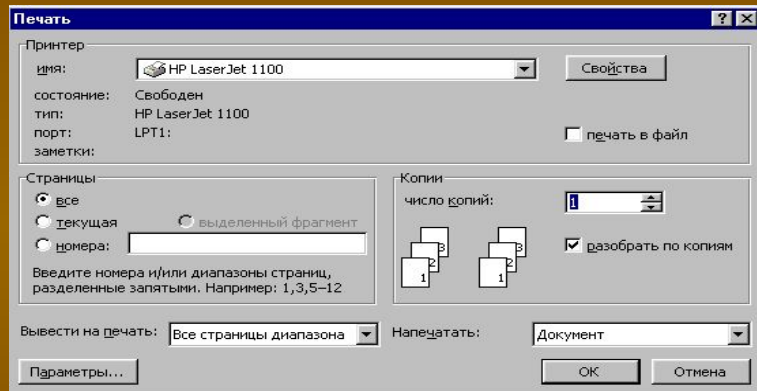 Печать
Принтер
имя: HP LaserJet 1100 Свойства
состояние: Свободен
тип: HP LaserJet 1100
порт: LPT1: печать в файл
заметки:
Страницы Копии
все число копий: 1
текущая выделенный фрагмент
номера: разобрать по копиям
3 3
2 2
1 1
Введите номера и/или диапазоны страниц,
разделенные запятыми. Например: 1,3,5–12
Вывести на печать: Все страницы диапазона Напечатать: Документ
Параметры... ОК Отмена